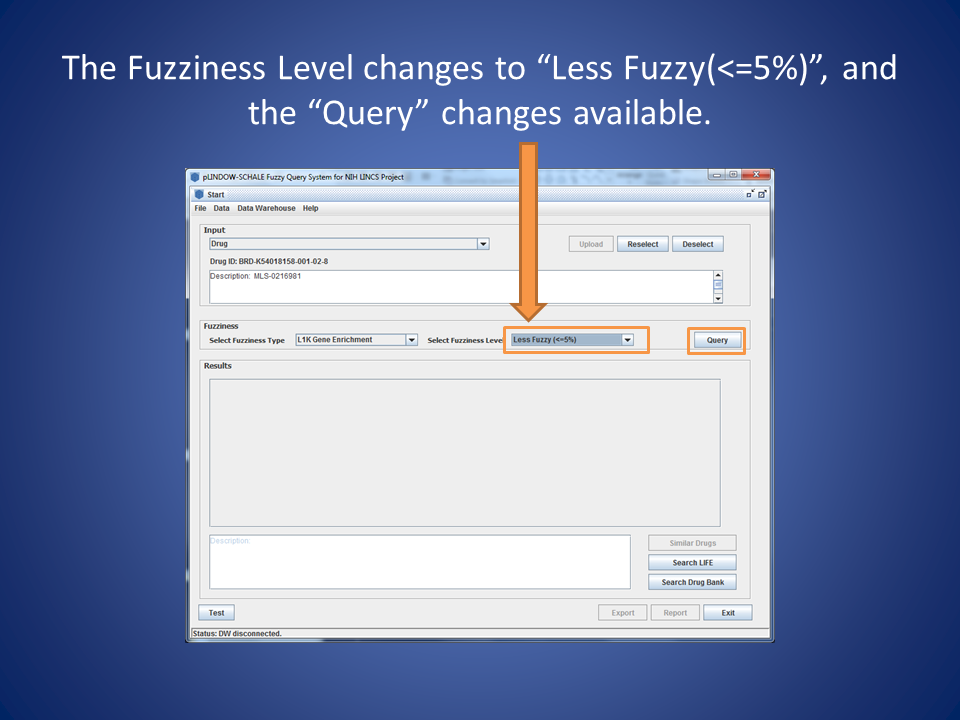 The Fuzziness Level changes to “Less Fuzzy(<=5%)”, and
the “Query” changes available.
pLINDOW-SCHALE Fuzzy Query System for NIH LINCS Project
Start
File Data Data Warehouse Help
Input
Drug
Upload Reselect Deselect
Drug ID: BRD-K54018158-001-02-8
Description: MLS-0216981
Fuzziness
Select Fuzziness Type L1K Gene Enrichment Select Fuzziness Level Less Fuzzy (<=5%) Query
Results
Description:
Similar Drugs
Search LIFE
Search Drug Bank
Test Export Report Exit
Status: DW disconnected.